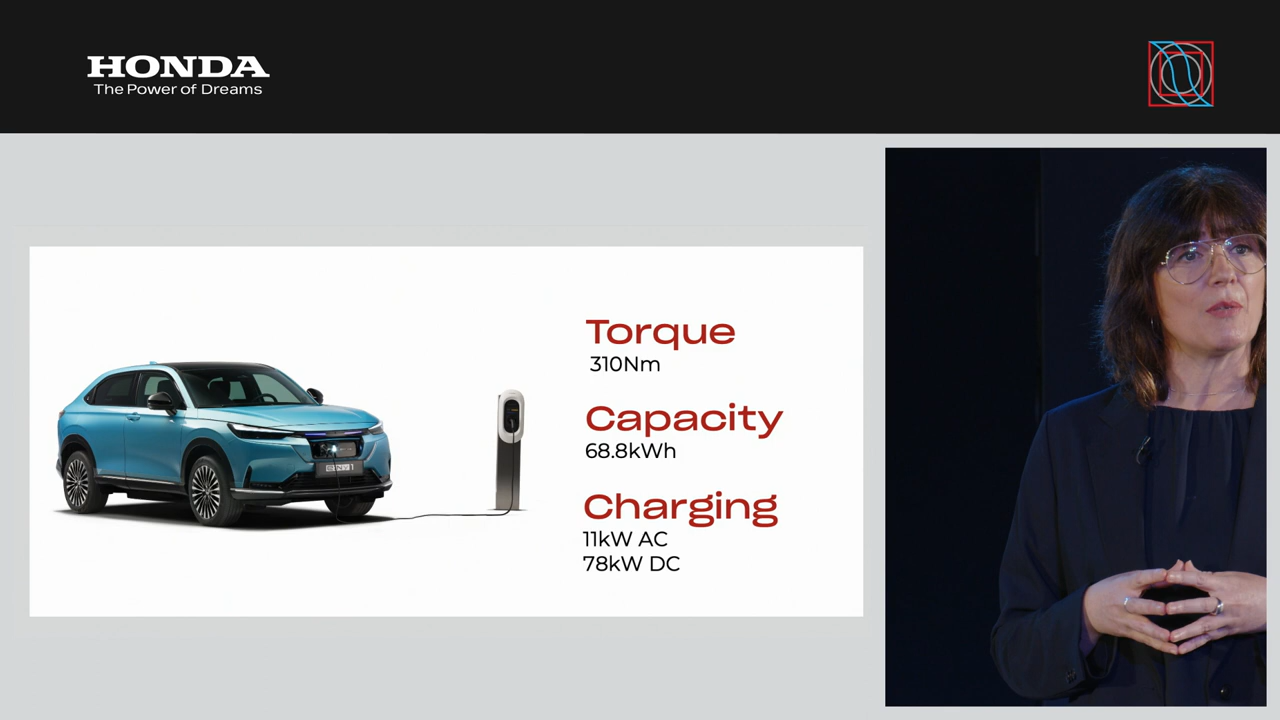 HONDA
The Power of Dreams
Torque
310Nm
Capacity
68.8kWh
Charging
11kW AC
78kW DC